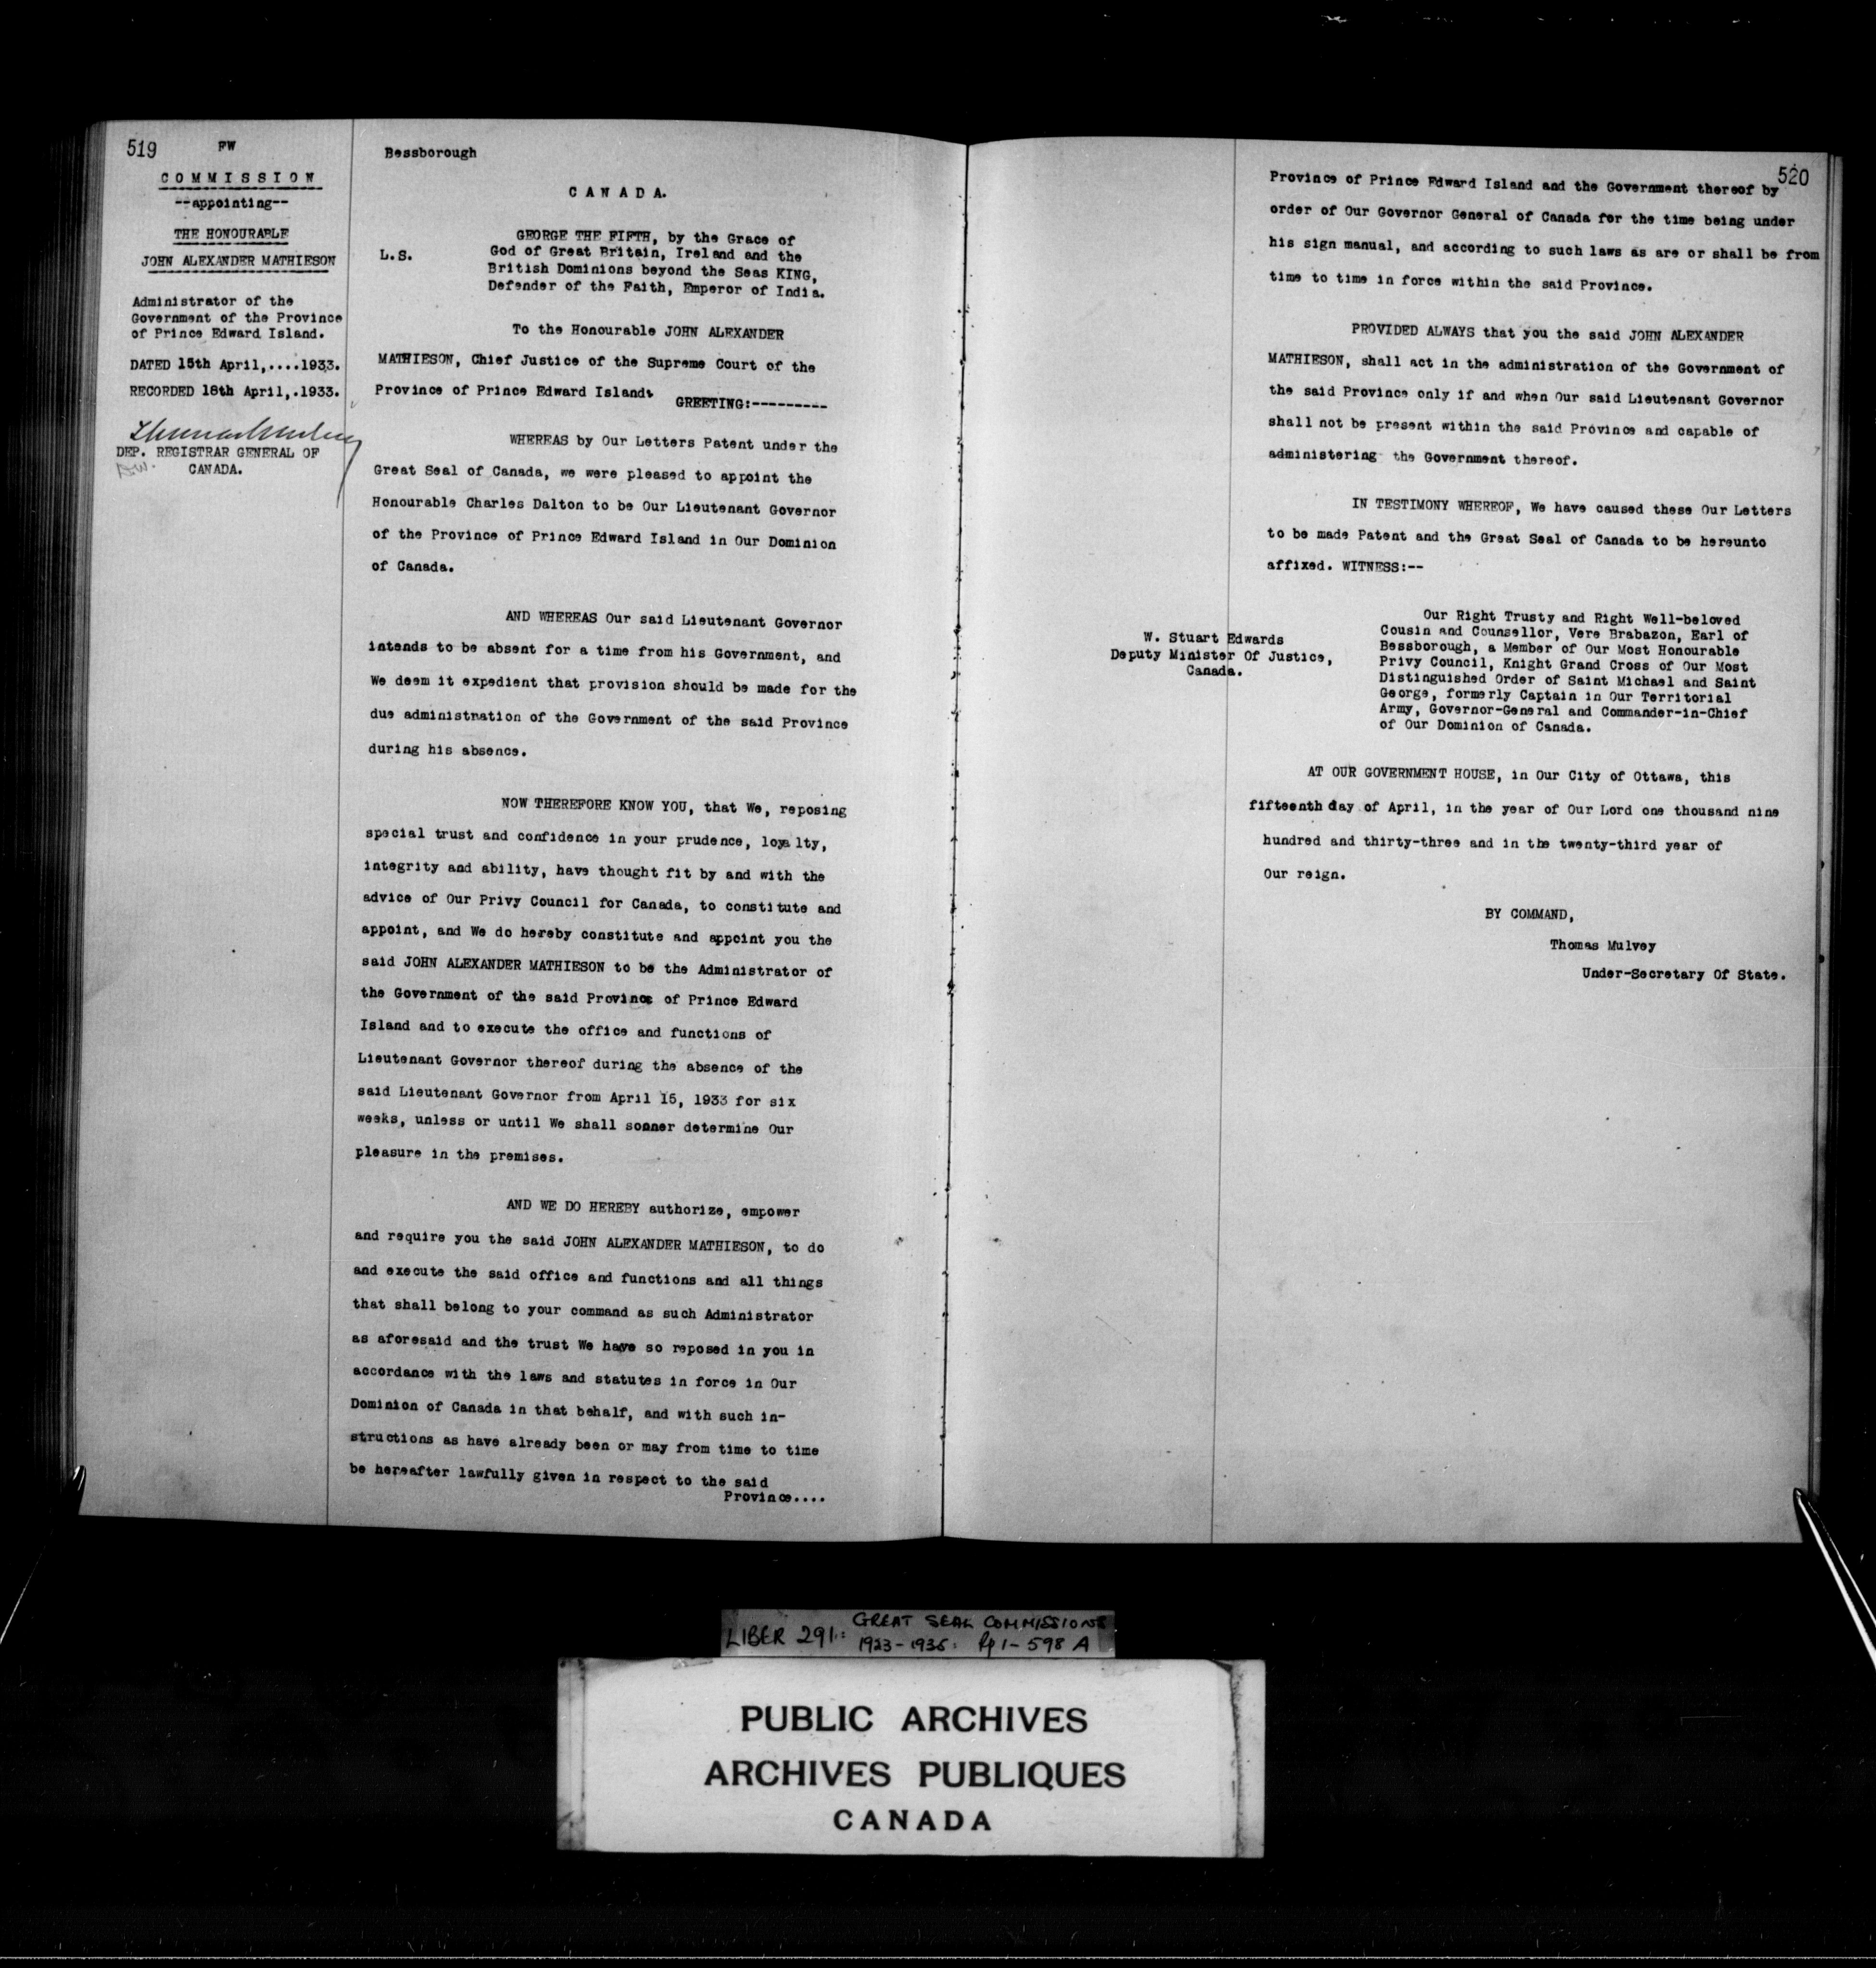 519
FW
COMMISSION
--appointing--
THE HONOURABLE
JOHN ALEXANDER MATHIESON
Administrator of the
Government of the Province
of Prince Edward Island.
DATED 15th April,....1933.
RECORDED 18th April,.1933.
DEP. REGISTRAR GENERAL OF
CANADA.
Bessborough
CANADA.
L.S.
GEORGE THE FIFTH, by the Grace of
God of Great Britain, Ireland and the
British Dominions beyond the Seas KING,
Defender of the Faith, Emperor of India.
To the Honourable JOHN ALEXANDER
MATHIESON, Chief Justice of the Supreme Court of the
Province of Prince Edward Island.
GREETING:---------
WHEREAS by Our Letters Patent under the
Great Seal of Canada, we were pleased to appoint the
Honourable Charles Dalton to be Our Lieutenant Governor
of the Province of Prince Edward Island in Our Dominion
of Canada.
AND WHEREAS Our said Lieutenant Governor
intends to be absent for a time from his Government, and
We deem it expedient that provision should be made for the
due administration of the Government of the said Province
during his absence.
NOW THEREFORE KNOW YOU, that We, reposing
special trust and confidence in your prudence, loyalty,
integrity and ability, have thought fit by and with the
advice of Our Privy Council for Canada, to constitute and
appoint, and We do hereby constitute and appoint you the
said JOHN ALEXANDER MATHIESON to be the Administrator of
the Government of the said Province of Prince Edward
Island and to execute the office and functions of
Lieutenant Governor thereof during the absence of the
said Lieutenant Governor from April 15, 1933 for six
weeks, unless or until We shall sooner determine Our
pleasure in the premises.
AND WE DO HEREBY authorize, empower
and require you the said JOHN ALEXANDER MATHIESON, to do
and execute the said office and functions and all things
that shall belong to your command as such Administrator
as aforesaid and the trust We have so reposed in you in
accordance with the laws and statutes in force in Our
Dominion of Canada in that behalf, and with such in-
structions as have already been or may from time to time
be hereafter lawfully given in respect to the said
Province....
520
Province of Prince Edward Island and the Government thereof by
order of Our Governor General of Canada for the time being under
his sign manual, and according to such laws as are or shall be from
time to time in force within the said Province.
PROVIDED ALWAYS that you the said JOHN ALEXANDER
MATHIESON, shall act in the administration of the Government of
the said Province only if and when Our said Lieutenant Governor
shall not be present within the said Province and capable of
administering the Government thereof.
IN TESTIMONY WHEREOF, We have caused these Our Letters
to be made Patent and the Great Seal of Canada to be hereunto
affixed. WITNESS:--
W. Stuart Edwards
Deputy Minister Of Justice,
Canada.
Our Right Trusty and Right Well-beloved
Cousin and Counsellor, Vere Brabazon, Earl of
Bessborough, a Member of Our Most Honourable
Privy Council, Knight Grand Cross of Our Most
Distinguished Order of Saint Michael and Saint
George, formerly Captain in Our Territorial
Army, Governor-General and Commander-in-Chief
of Our Dominion of Canada.
AT OUR GOVERNMENT HOUSE, in Our City of Ottawa, this
fifteenth day of April, in the year of Our Lord one thousand nine
hundred and thirty-three and in the twenty-third year of
Our reign.
BY COMMAND,
Thomas Mulvey
Under-Secretary Of State.
LIBER 291: GREAT SEAL COMMISSIONS
1923-1936: Pp 1-598 A
PUBLIC ARCHIVES
ARCHIVES PUBLIQUES
CANADA